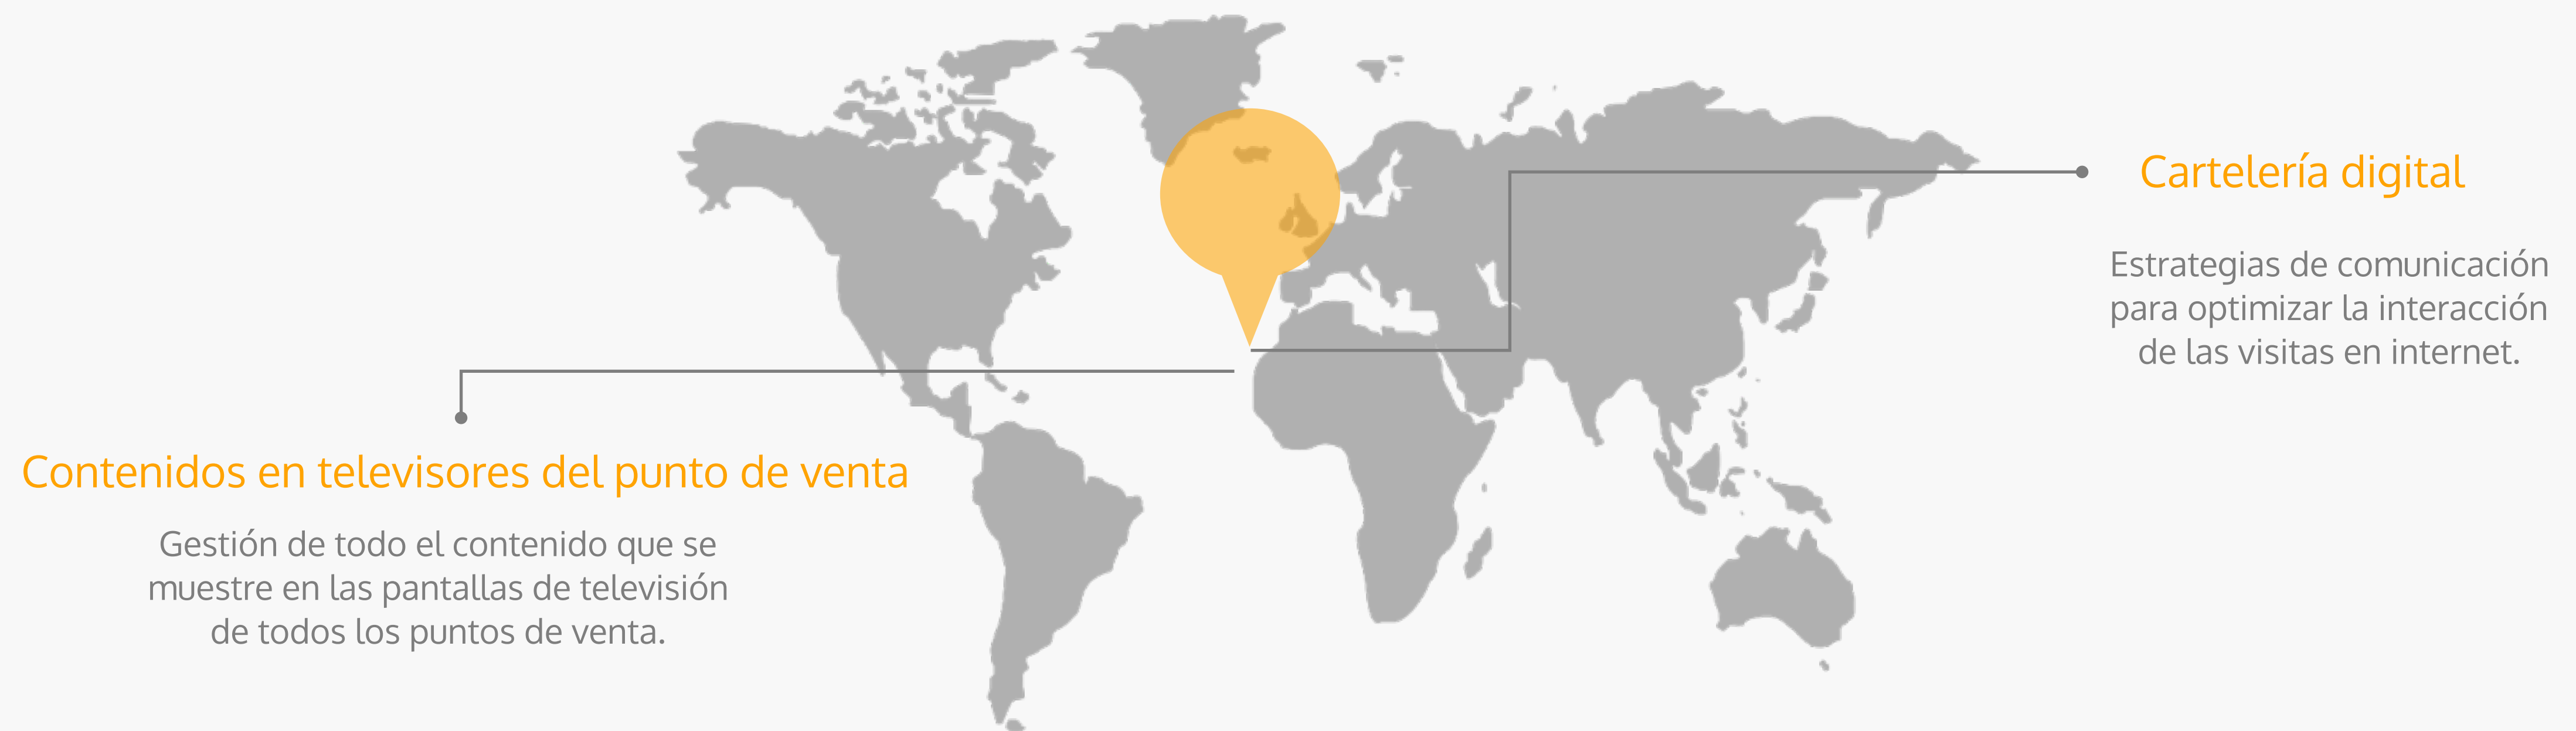 Cartelería digital
Estrategias de comunicación
para optimizar la interacción
de las visitas en internet.
Contenidos en televisores del punto de venta
Gestión de todo el contenido que se
muestre en las pantallas de televisión
de todos los puntos de venta.